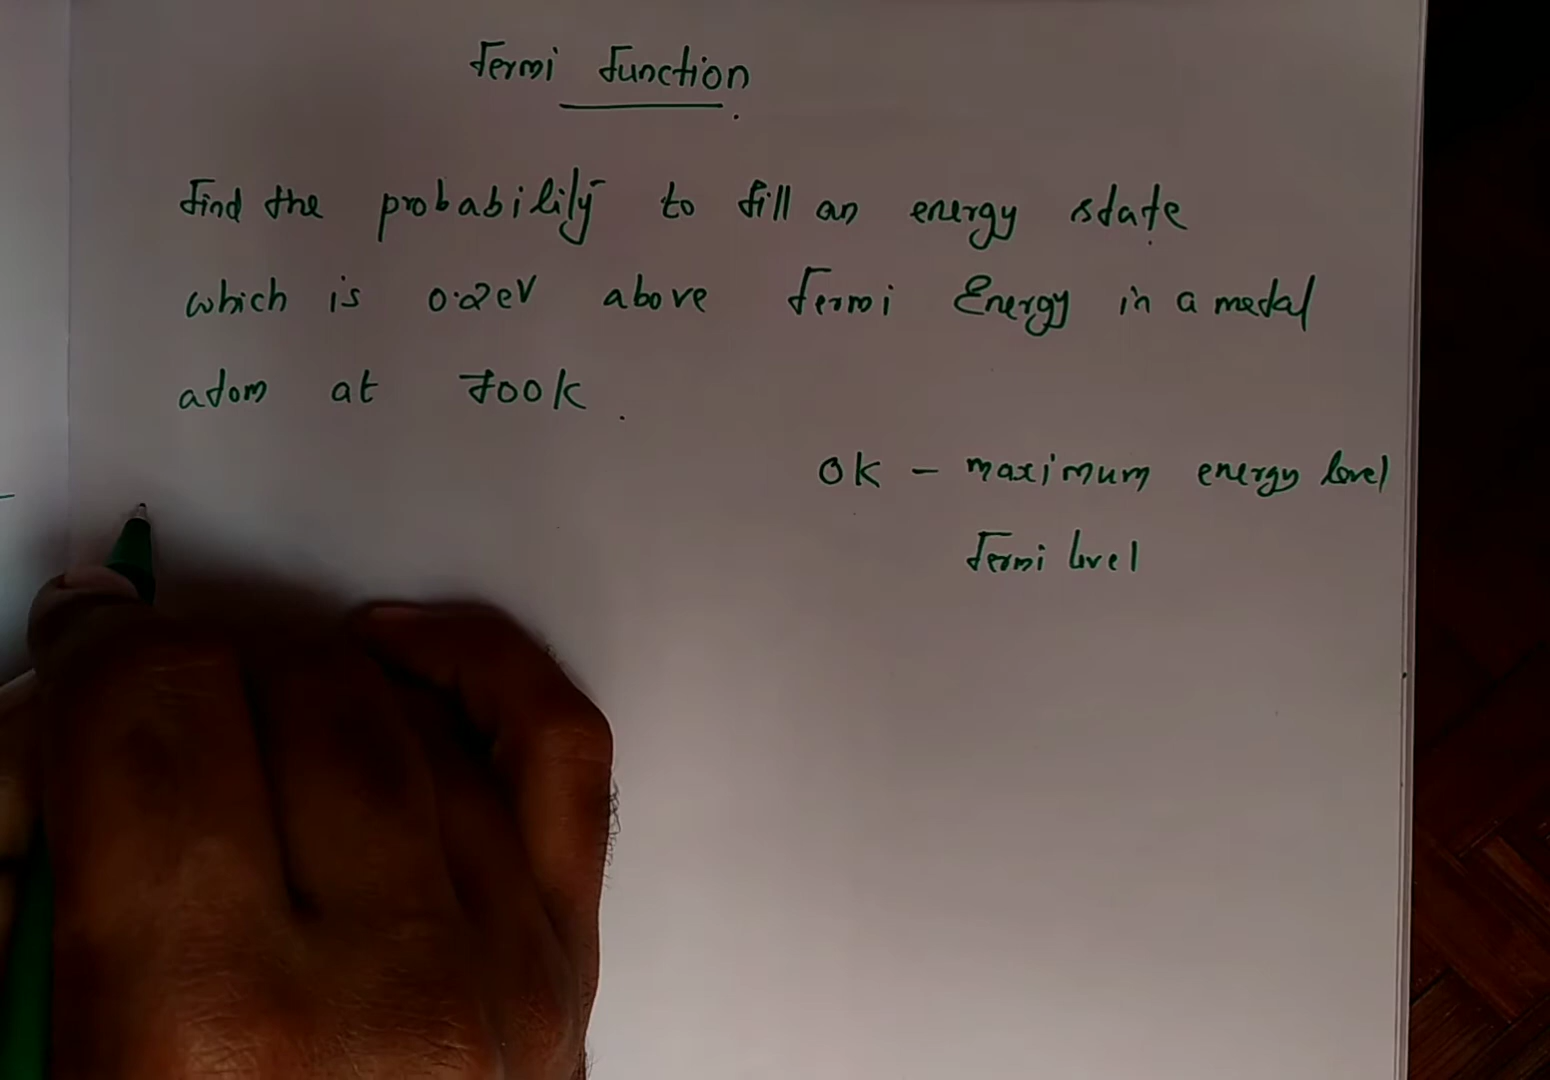 Fermi Function
Find the probability to fill an energy state
which is 0.2eV above Fermi Energy in a metal
atom at 700K.
0K - maximum energy level
Fermi level